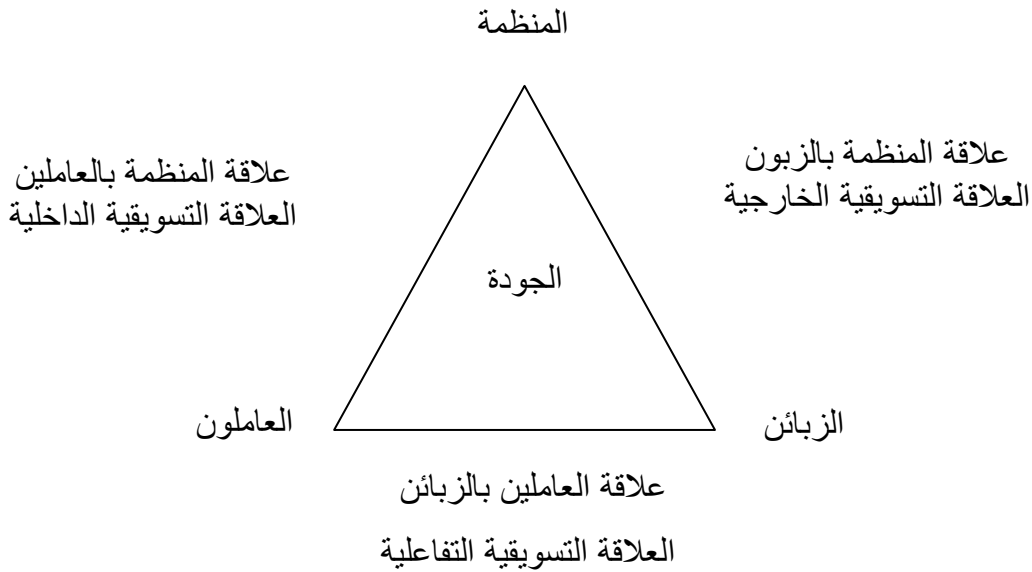 المنظمة
علاقة المنظمة بالزبون
العلاقة التسويقية الخارجية
علاقة المنظمة بالعاملين
العلاقة التسويقية الداخلية
الجودة
الزبائن
العاملون
علاقة العاملين بالزبائن
العلاقة التسويقية التفاعلية